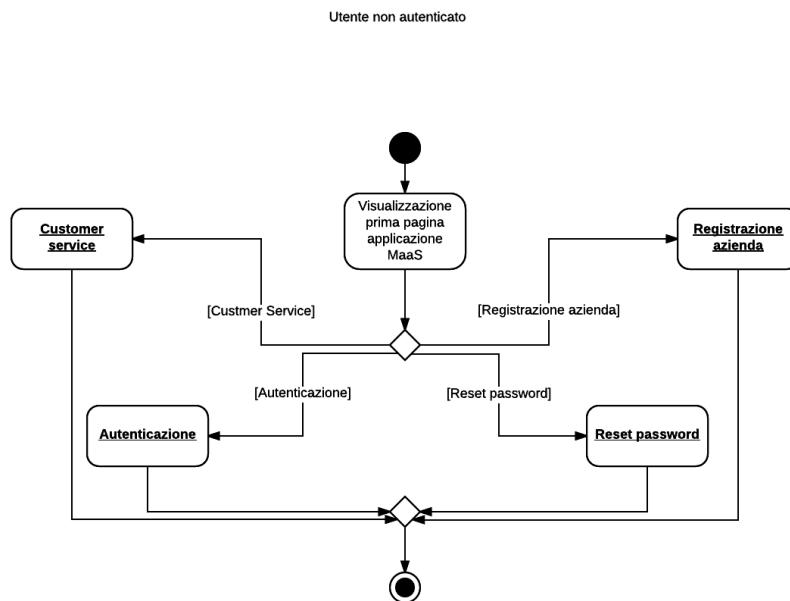 Utente non autenticato
Visualizzazione
prima pagina
applicazione
MaaS
Customer
service
Registrazione
azienda
[Custmer Service]
[Registrazione azienda]
[Autenticazione]
[Reset password]
Autenticazione
Reset password